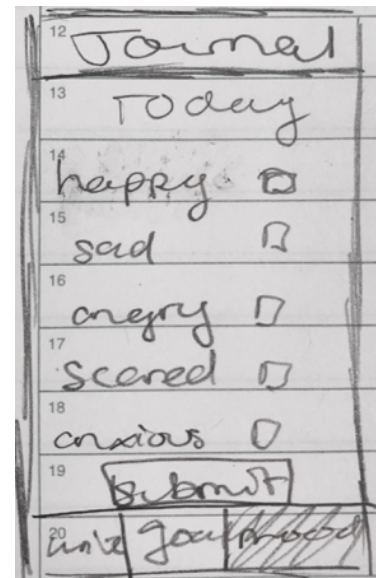 12 Journal
13 Today
14 happy
15 sad
16 angry
17 scared
18 anxious
19 submit
20 goal mood